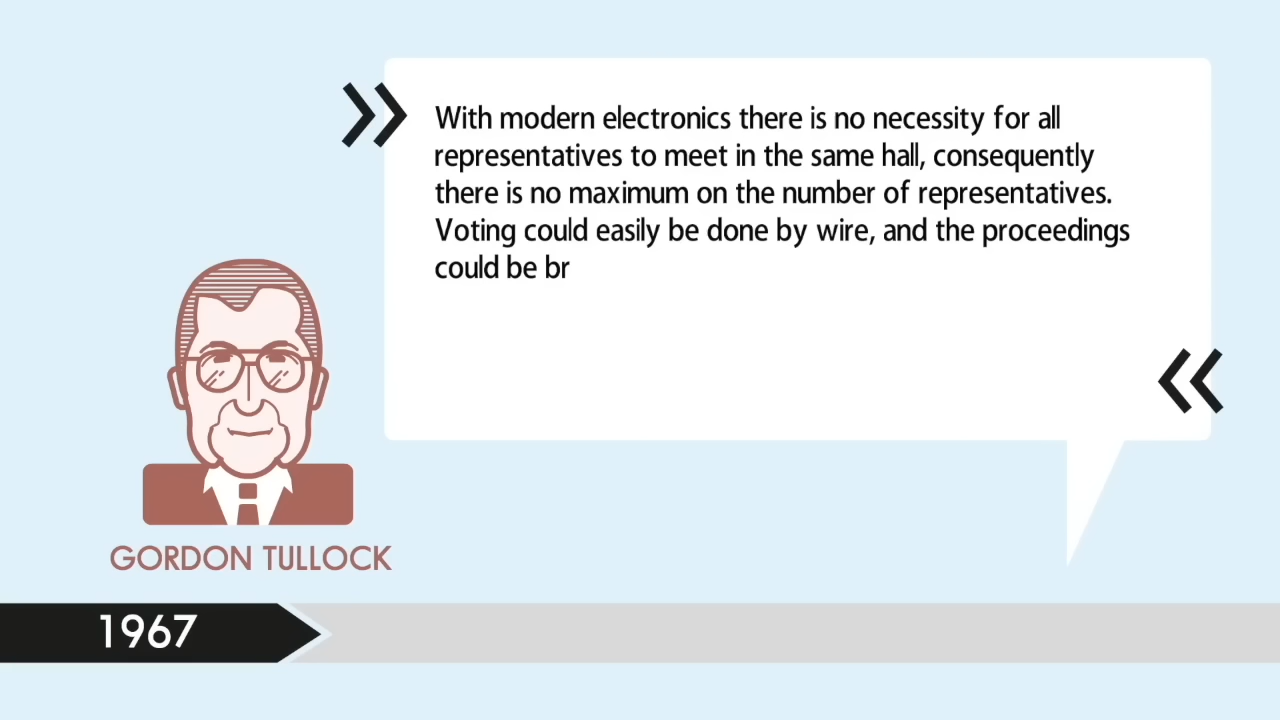 With modern electronics there is no necessity for all
representatives to meet in the same hall, consequently
there is no maximum on the number of representatives.
Voting could easily be done by wire, and the proceedings
could be br
GORDON TULLOCK
1967